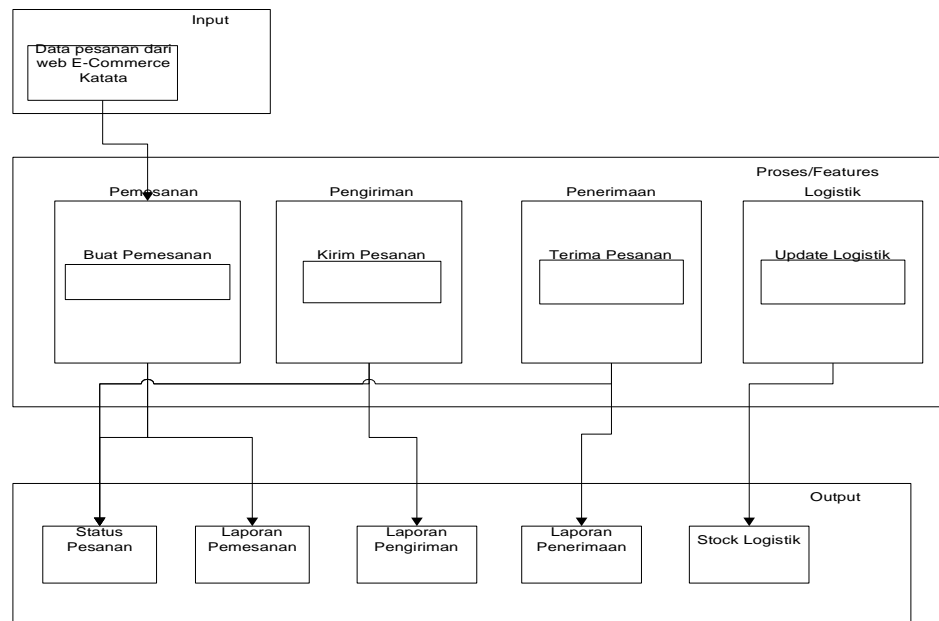 Input
Data pesanan dari
web E-Commerce
Katata
Proses/Features
Pemesanan
Pengiriman
Penerimaan
Logistik
Buat Pemesanan
Kirim Pesanan
Terima Pesanan
Update Logistik
Output
Status
Pesanan
Laporan
Pemesanan
Laporan
Pengiriman
Laporan
Penerimaan
Stock Logistik